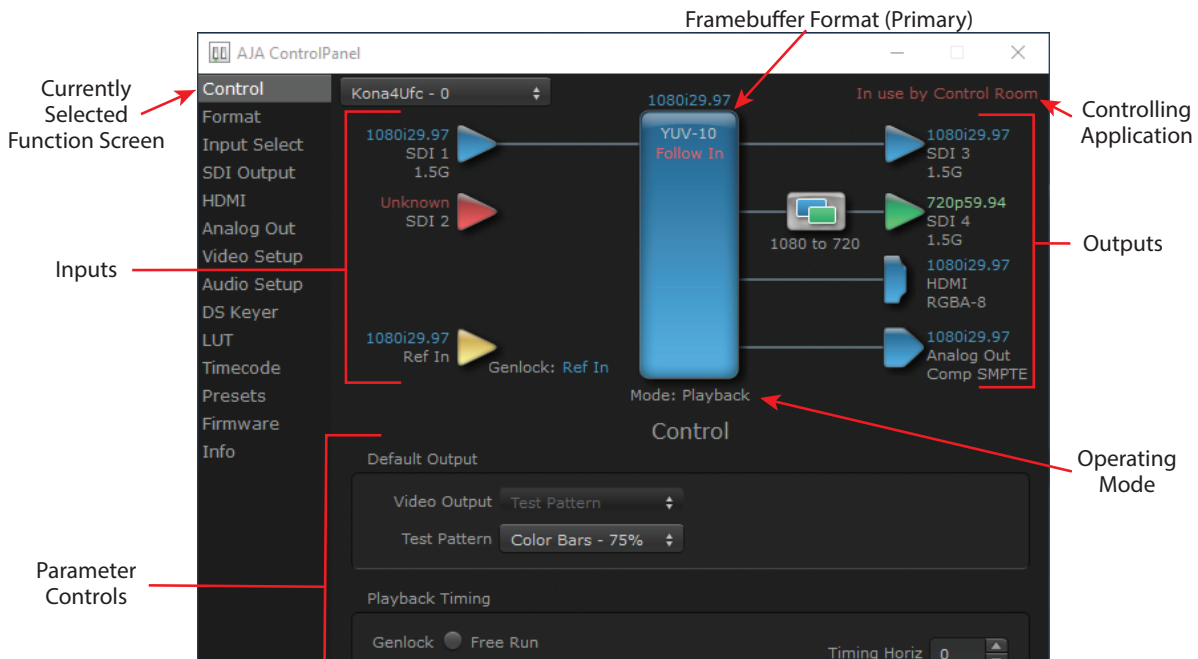 Framebuffer Format (Primary)
AJA ControlPanel
Currently
Selected
Function Screen
Control
Format
Input Select
SDI Output
HDMI
Analog Out
Video Setup
Audio Setup
DS Keyer
LUT
Timecode
Presets
Firmware
Info
Kona4Ufc - 0
1080i29.97
In use by Control Room
Controlling
Application
1080i29.97
SDI 1
1.5G
YUV-10
Follow In
1080i29.97
SDI 3
1.5G
Unknown
SDI 2
1080 to 720
720p59.94
SDI 4
1.5G
Inputs
Outputs
1080i29.97
HDMI
RGBA-8
1080i29.97
Ref In
Genlock: Ref In
1080i29.97
Analog Out
Comp SMPTE
Mode: Playback
Control
Operating
Mode
Default Output
Video Output Test Pattern
Test Pattern Color Bars - 75%
Parameter
Controls
Playback Timing
Genlock Free Run
Timing Horiz 0